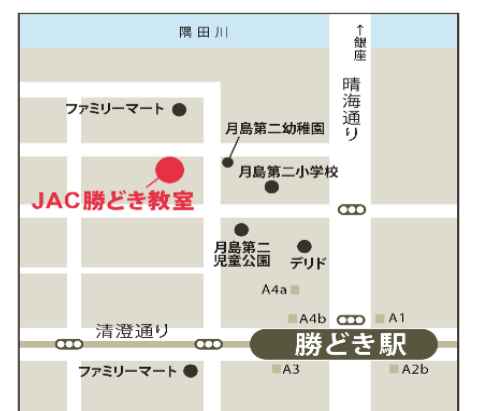 隅田川
↑銀座
晴海通り
ファミリーマート
月島第二幼稚園
月島第二小学校
JAC勝どき教室
月島第二
児童公園
デリド
A4a
A4b
A1
清澄通り
勝どき駅
ファミリーマート
A3
A2b